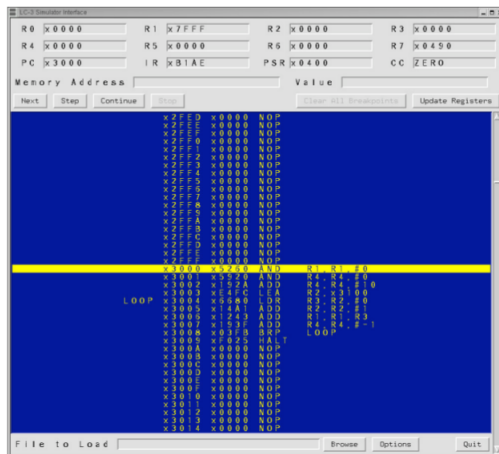 LC-3 Simulator Interface
R0 x0000 R1 x7FFF R2 x0000 R3 x0000
R4 x0000 R5 x0000 R6 x0000 R7 x0490
PC x3000 IR xB1AE PSR x0400 CC ZERO
Memory Address Value
Next Step Continue Stop Clear All Breakpoints Update Registers
x2FED x0000 NOP
x2FEE x0000 NOP
x2FEF x0000 NOP
x2FF0 x0000 NOP
x2FF1 x0000 NOP
x2FF2 x0000 NOP
x2FF3 x0000 NOP
x2FF4 x0000 NOP
x2FF5 x0000 NOP
x2FF6 x0000 NOP
x2FF7 x0000 NOP
x2FF8 x0000 NOP
x2FF9 x0000 NOP
x2FFA x0000 NOP
x2FFB x0000 NOP
x2FFC x0000 NOP
x2FFD x0000 NOP
x2FFE x0000 NOP
x2FFF x0000 NOP
x3000 x5260 AND R1,R1,#0
x3001 x5920 AND R4,R4,#0
x3002 x192A ADD R4,R4,#10
x3003 xE4FC LEA R2,x3100
LOOP x3004 x6680 LDR R3,R2,#0
x3005 x14A1 ADD R2,R2,#1
x3006 x1243 ADD R1,R1,R3
x3007 x193F ADD R4,R4,#-1
x3008 x03FB BRP LOOP
x3009 xF025 HALT
x300A x0000 NOP
x300B x0000 NOP
x300C x0000 NOP
x300D x0000 NOP
x300E x0000 NOP
x300F x0000 NOP
x3010 x0000 NOP
x3011 x0000 NOP
x3012 x0000 NOP
x3013 x0000 NOP
x3014 x0000 NOP
File to Load Browse Options Quit